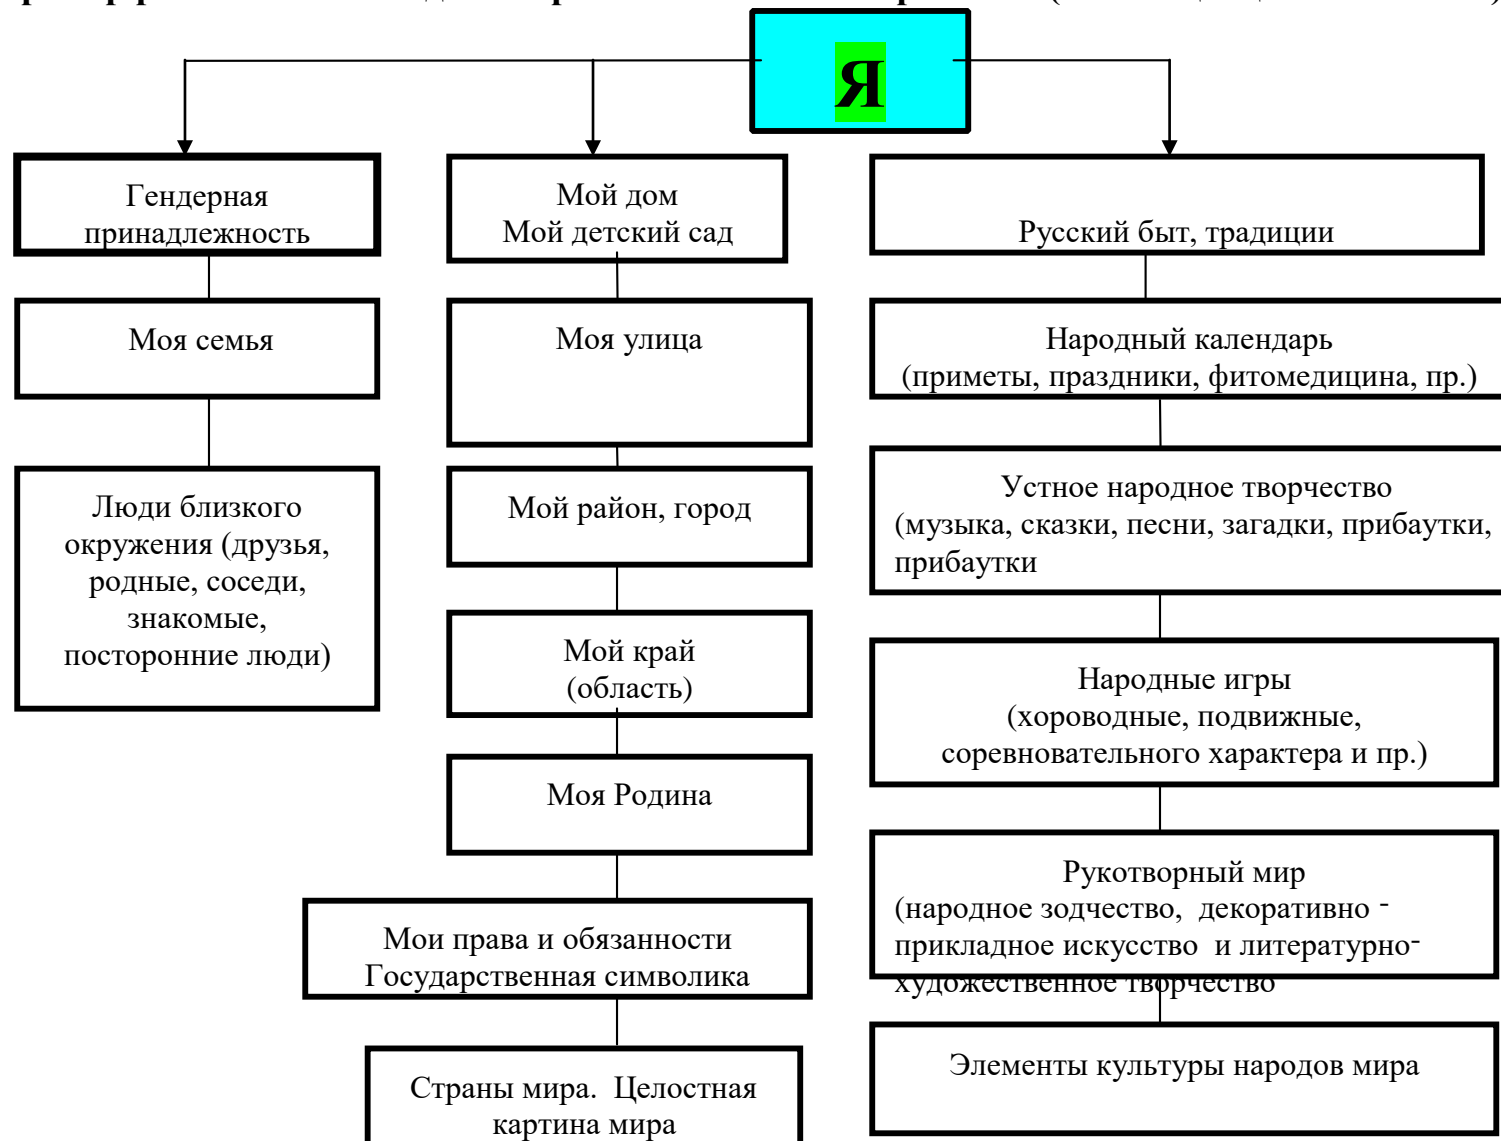 Я
Гендерная
принадлежность
Моя семья
Люди близкого
окружения (друзья,
родные, соседи,
знакомые,
посторонние люди)
Мой дом
Мой детский сад
Моя улица
Мой район, город
Мой край
(область)
Моя Родина
Мои права и обязанности
Государственная символика
Страны мира.  Целостная
картина мира
Русский быт, традиции
Народный календарь
(приметы, праздники, фитомедицина, пр.)
Устное народное творчество
(музыка, сказки, песни, загадки, прибаутки,
прибаутки
Народные игры
(хороводные, подвижные,
соревновательного характера и пр.)
Рукотворный мир
(народное зодчество,  декоративно -
прикладное искусство  и литературно-
художественное творчество
Элементы культуры народов мира